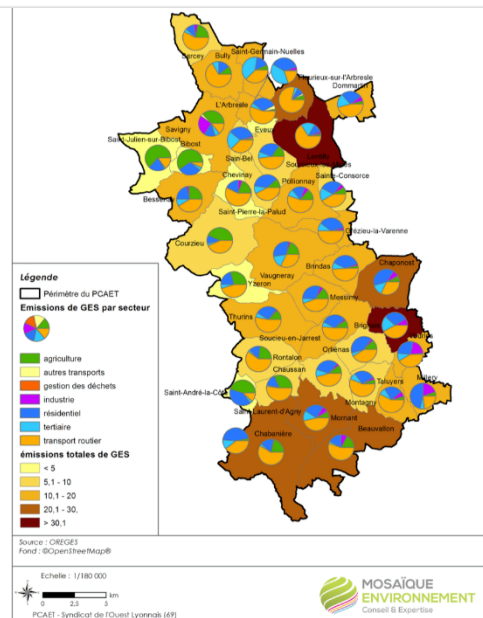 Sarcey
Bully
Saint-Germain-Nuelles
Fleurieux-sur-l'Arbresle
Dommartin
L'Arbresle
Savigny
Eveux
Saint-Julien-sur-Bibost
Bibost
Sain-Bel
Chevinay
Pollionnay
Sainte-Consorce
Bessenay
Saint-Pierre-la-Palud
Grézieu-la-Varenne
Courzieu
Chaponost
Vaugneray
Brindas
Yzeron
Messimy
Thurins
Brignais
Soucieu-en-Jarrest
Orliénas
Rontalon
Chaussan
Taluyers
Millery
Saint-André-la-Côte
Montagny
Saint-Laurent-d'Agny
Mornant
Beauvallon
Chabanière
Légende
Périmètre du PCAET
Emissions de GES par secteur
agriculture
autres transports
gestion des déchets
industrie
résidentiel
tertiaire
transport routier
émissions totales de GES
< 5
5,1 - 10
10,1 - 20
20,1 - 30,
> 30,1
Source : OREGES
Fond : ©OpenStreetMap®
Echelle : 1/180 000
0 2,5 5 km
PCAET - Syndicat de l'Ouest Lyonnais (69)
MOSAÏQUE
ENVIRONNEMENT
Conseil & Expertise